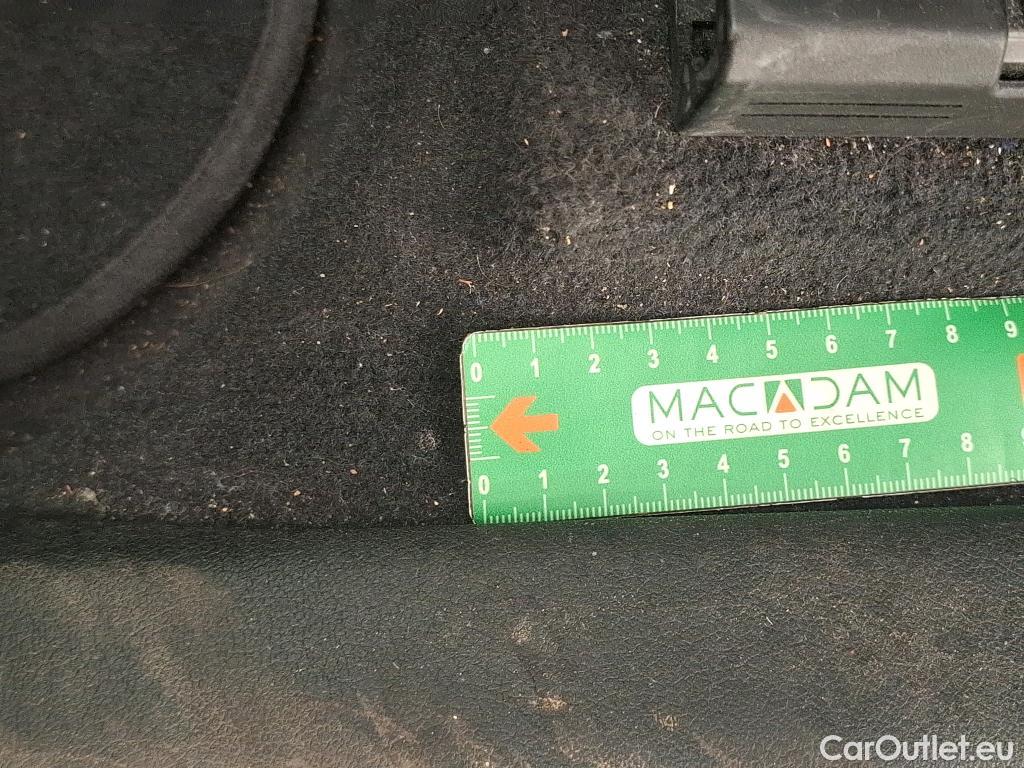 0 1 2 3 4 5 6 7 8 9
MACADAM
ON THE ROAD TO EXCELLENCE
0 1 2 3 4 5 6 7 8
CarOutlet.eu